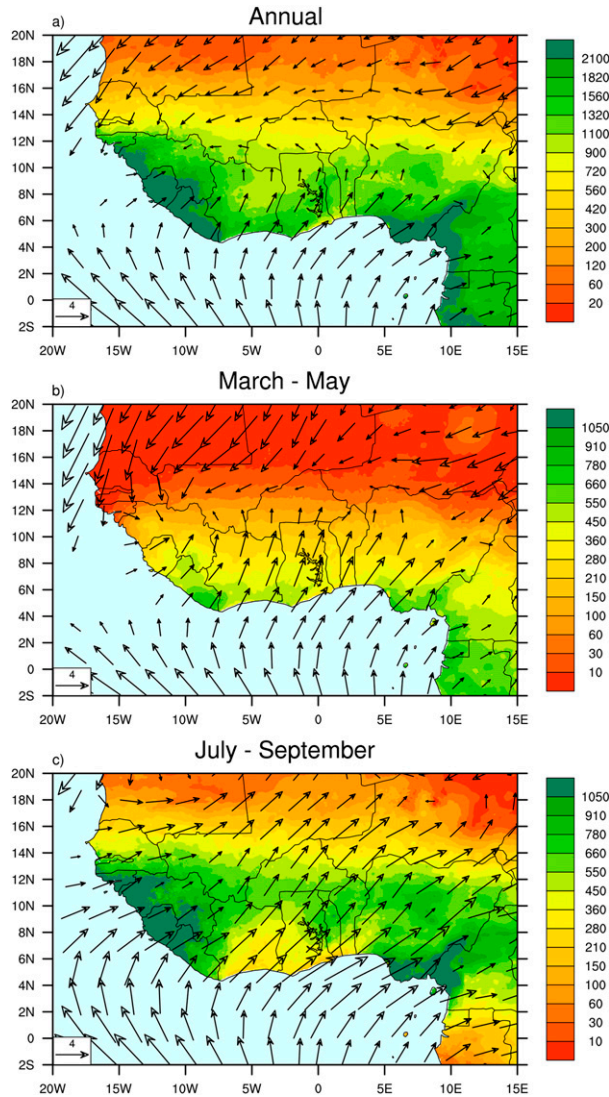 Annual
a)
20N
18N
16N
14N
12N
10N
8N
6N
4N
2N
0
2S
4
20W 15W 10W 5W 0 5E 10E 15E
2100
1820
1560
1320
1100
900
720
560
420
300
200
120
60
20
March - May
b)
20N
18N
16N
14N
12N
10N
8N
6N
4N
2N
0
2S
4
20W 15W 10W 5W 0 5E 10E 15E
1050
910
780
660
550
450
360
280
210
150
100
60
30
10
July - September
c)
20N
18N
16N
14N
12N
10N
8N
6N
4N
2N
0
2S
4
20W 15W 10W 5W 0 5E 10E 15E
1050
910
780
660
550
450
360
280
210
150
100
60
30
10